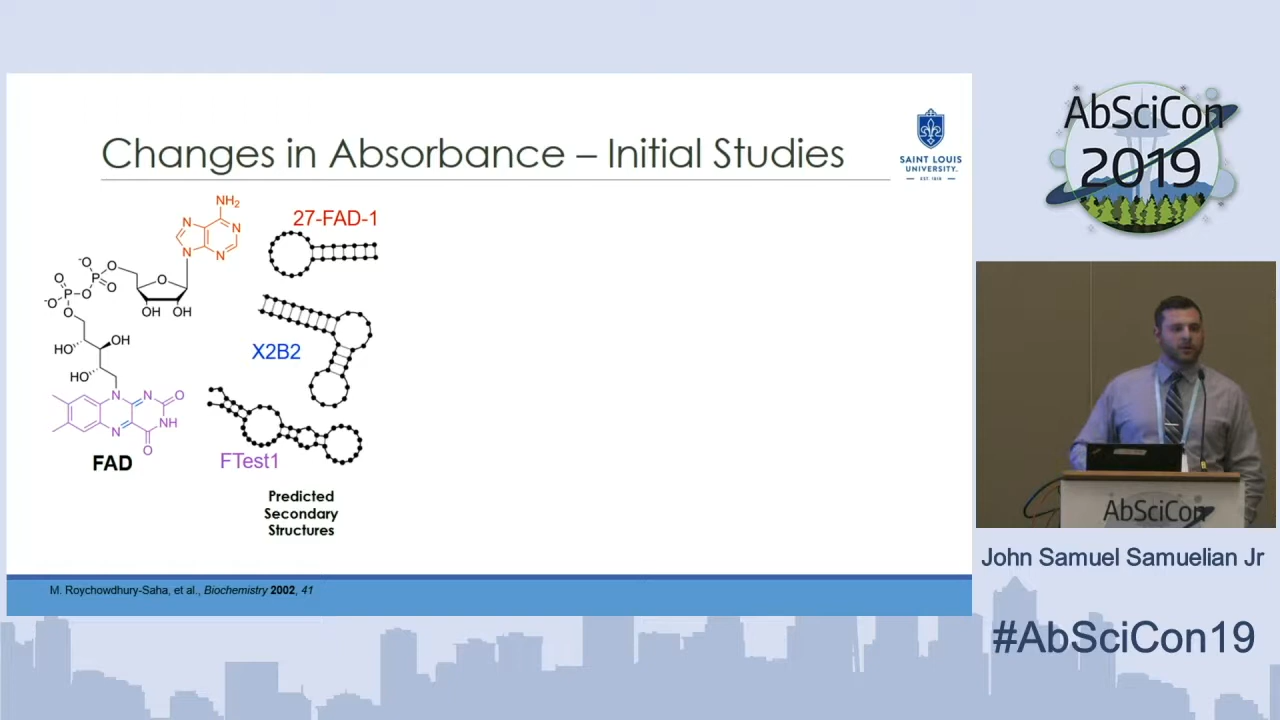 Changes in Absorbance – Initial Studies
SAINT LOUIS
UNIVERSITY
EST. 1818
NH₂
N
N
N
N
27-FAD-1
⁻O
O
O
P
O
O
P
O
⁻O
O
O
OH
OH
HO
OH
HO
X2B2
N
N
O
NH
N
O
FAD
FTest1
Predicted
Secondary
Structures
M. Roychowdhury-Saha, et al., Biochemistry 2002, 41
AbSciCon
2019
AbSciCon
John Samuel Samuelian Jr
#AbSciCon19